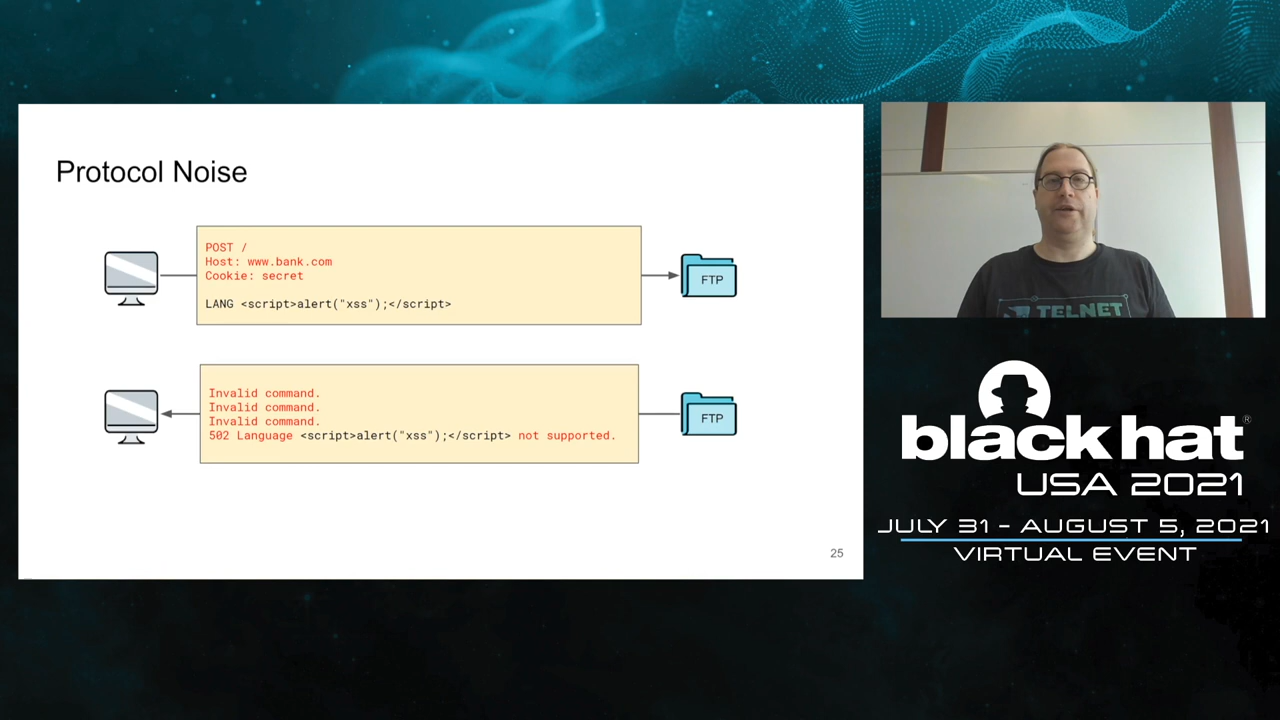 Protocol Noise
POST /
Host: www.bank.com
Cookie: secret
LANG <script>alert("xss");</script>
FTP
Invalid command.
Invalid command.
Invalid command.
502 Language <script>alert("xss");</script> not supported.
FTP
25
TELNET
black hat®
USA 2021
JULY 31 - AUGUST 5, 2021
VIRTUAL EVENT